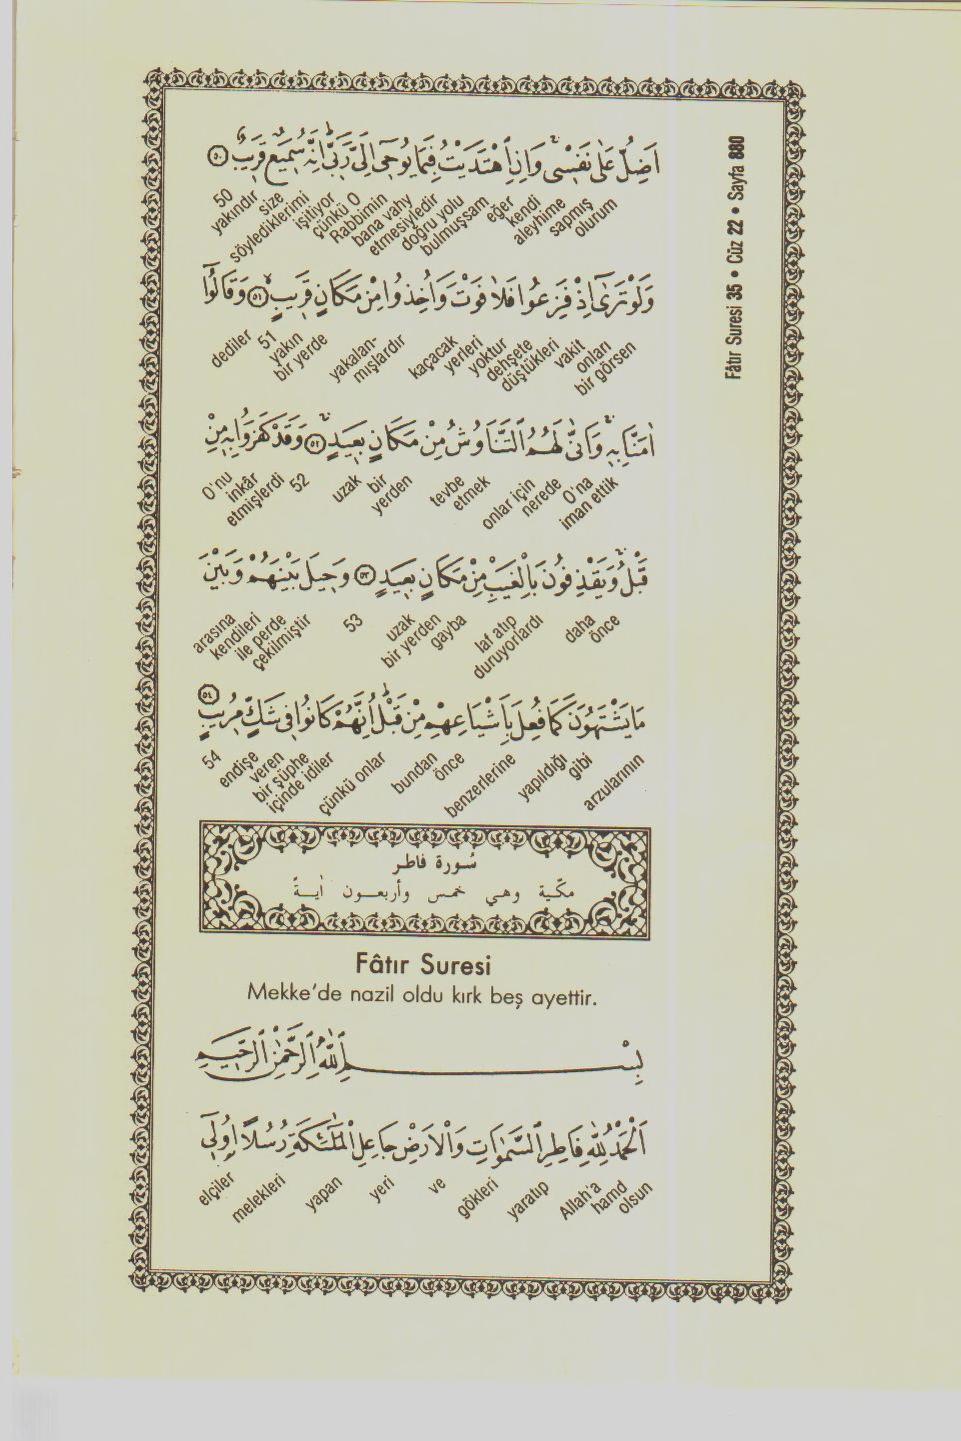 Fâtır Suresi 35 • Cüz 22 • Sayfa 880
اَضِلُّ عَلٰى نَفْسٖىۚ وَاِنِ اهْتَدَيْتُ فَبِمَا يُوحٖى اِلَیَّ رَبّٖىؕ اِنَّهُ سَمٖيعٌ قَرٖيبٌ ﴿٥٠﴾
olurum sapmış aleyhime kendi eğer bulmuşsam doğru yolu etmesiyledir bana vahy Rabbimin çünkü O işitiyor söylediklerimi size yakındır 50
وَلَوْ تَرٰٓى اِذْ فَزِعُوا فَلَا فَوْتَ وَاُخِذُوا مِنْ مَكَانٍ قَرٖيبٍۙ ﴿٥١﴾ وَقَالُٓوا
bir görsen onları vakit düştükleri dehşete yoktur yerleri kaçacak mışlardır yakalan- bir yerde yakın 51 dediler
اٰمَنَّا بِهٖۚ وَاَنّٰى لَهُمُ التَّنَاوُشُ مِنْ مَكَانٍ بَعٖيدٍۚ ﴿٥٢﴾ وَقَدْ كَفَرُوا بِهٖ مِنْ
iman ettik O'na nerede onlar için etmek tevbe yerden bir uzak 52 etmişlerdi inkâr O'nu
قَبْلُۚ وَيَقْذِفُونَ بِالْغَيْبِ مِنْ مَكَانٍ بَعٖيدٍ ﴿٥٣﴾ وَحٖيلَ بَيْنَهُمْ وَبَيْنَ
önce daha duruyorlardı laf atıp gayba bir yerden uzak 53 çekilmiştir ile perde kendileri arasına
مَا يَشْتَهُونَ كَمَا فُعِلَ بِاَشْيَاعِهِمْ مِنْ قَبْلُؕ اِنَّهُمْ كَانُوا فٖى شَكٍّ مُرٖيبٍ ﴿٥٤﴾
arzularının gibi yapıldığı benzerlerine önce bundan çünkü onlar içinde idiler bir şüphe veren endişe 54
سُورة فاطر
مكّية وهي خمس وأربعون اٰية
Fâtır Suresi
Mekke'de nazil oldu kırk beş ayettir.
بِسْمِ اللّٰهِ الرَّحْمٰنِ الرَّحٖيمِ
اَلْحَمْدُ لِلّٰهِ فَاطِرِ السَّمٰوَاتِ وَالْاَرْضِ جَاعِلِ الْمَلٰٓئِكَةِ رُسُلًا اُولٖٓى
olsun hamd Allah'a yaratıp gökleri ve yeri yapan melekleri elçiler